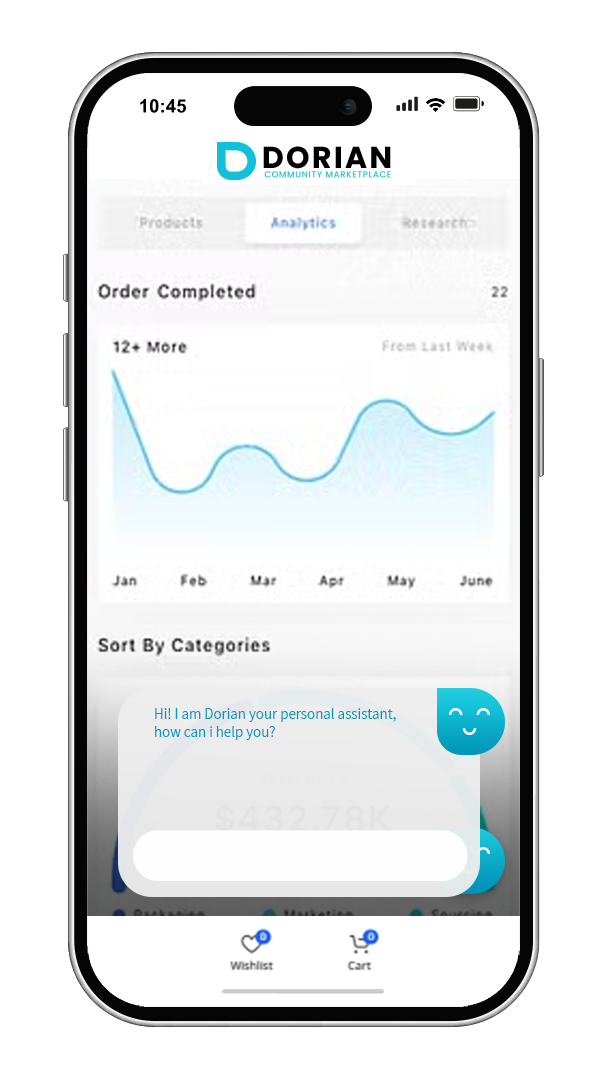 10:45
DORIAN
COMMUNITY MARKETPLACE
Products Analytics Research
Order Completed 22
12+ More From Last Week
Jan Feb Mar Apr May June
Sort By Categories
Hi! I am Dorian your personal assistant,
how can i help you?
$432.78K
Packaging Marketing Sourcing
0 0
Wishlist Cart